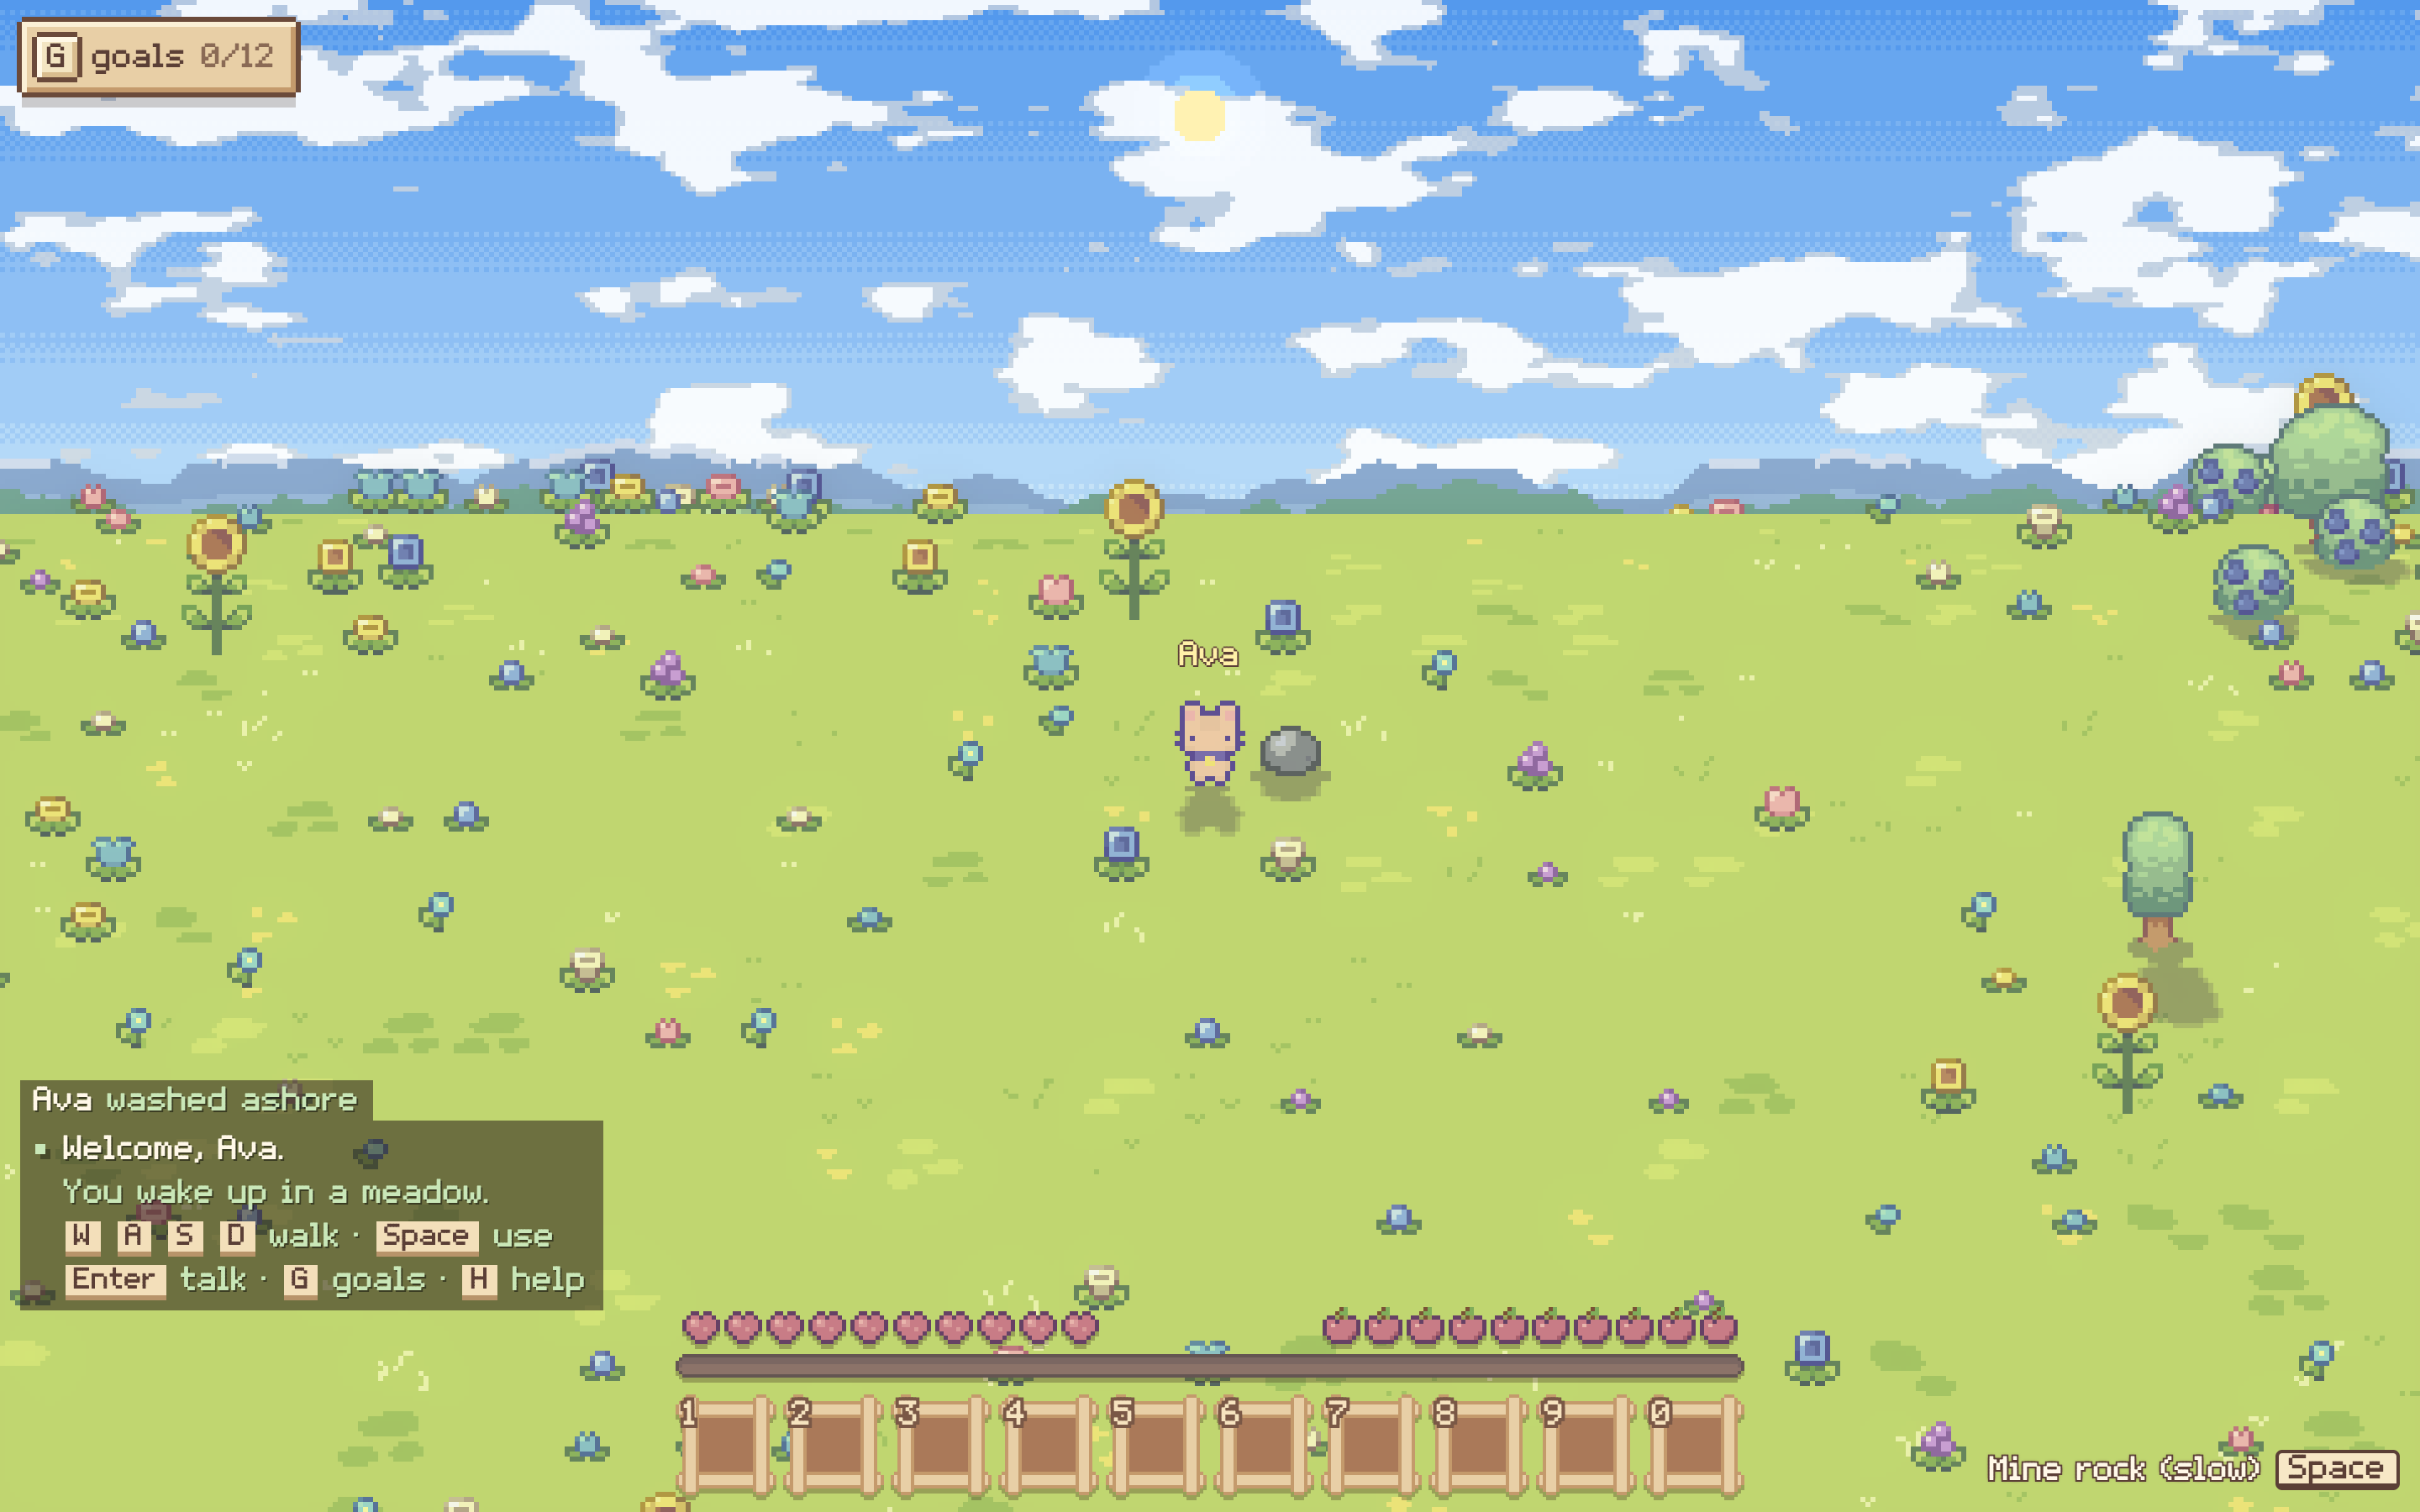 G goals 0/12
Ava
Ava washed ashore
Welcome, Ava.
You wake up in a meadow.
W A S D walk · Space use
Enter talk · G goals · H help
1 2 3 4 5 6 7 8 9 0
Mine rock (slow) Space